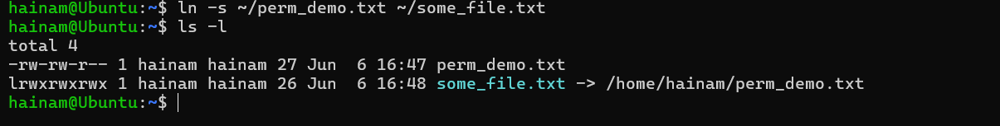 hainam@Ubuntu:~$ ln -s ~/perm_demo.txt ~/some_file.txt
hainam@Ubuntu:~$ ls -l
total 4
-rw-rw-r-- 1 hainam hainam 27 Jun  6 16:47 perm_demo.txt
lrwxrwxrwx 1 hainam hainam 26 Jun  6 16:48 some_file.txt -> /home/hainam/perm_demo.txt
hainam@Ubuntu:~$